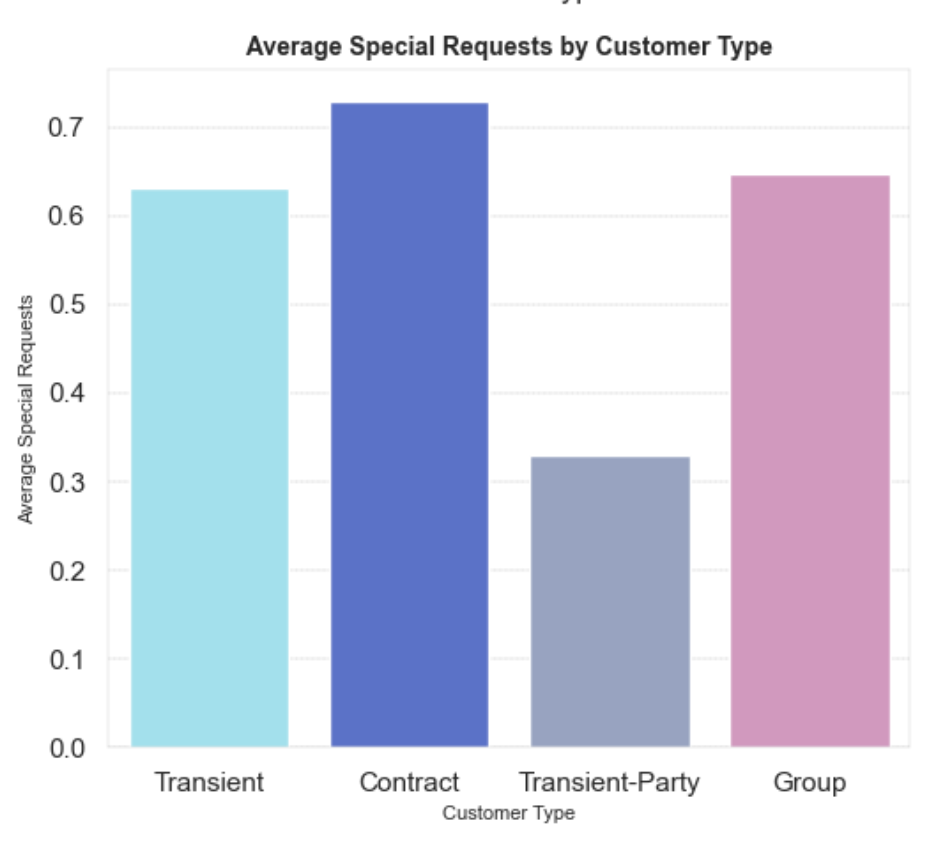 Average Special Requests by Customer Type
Average Special Requests
0.7
0.6
0.5
0.4
0.3
0.2
0.1
0.0
Transient Contract Transient-Party Group
Customer Type